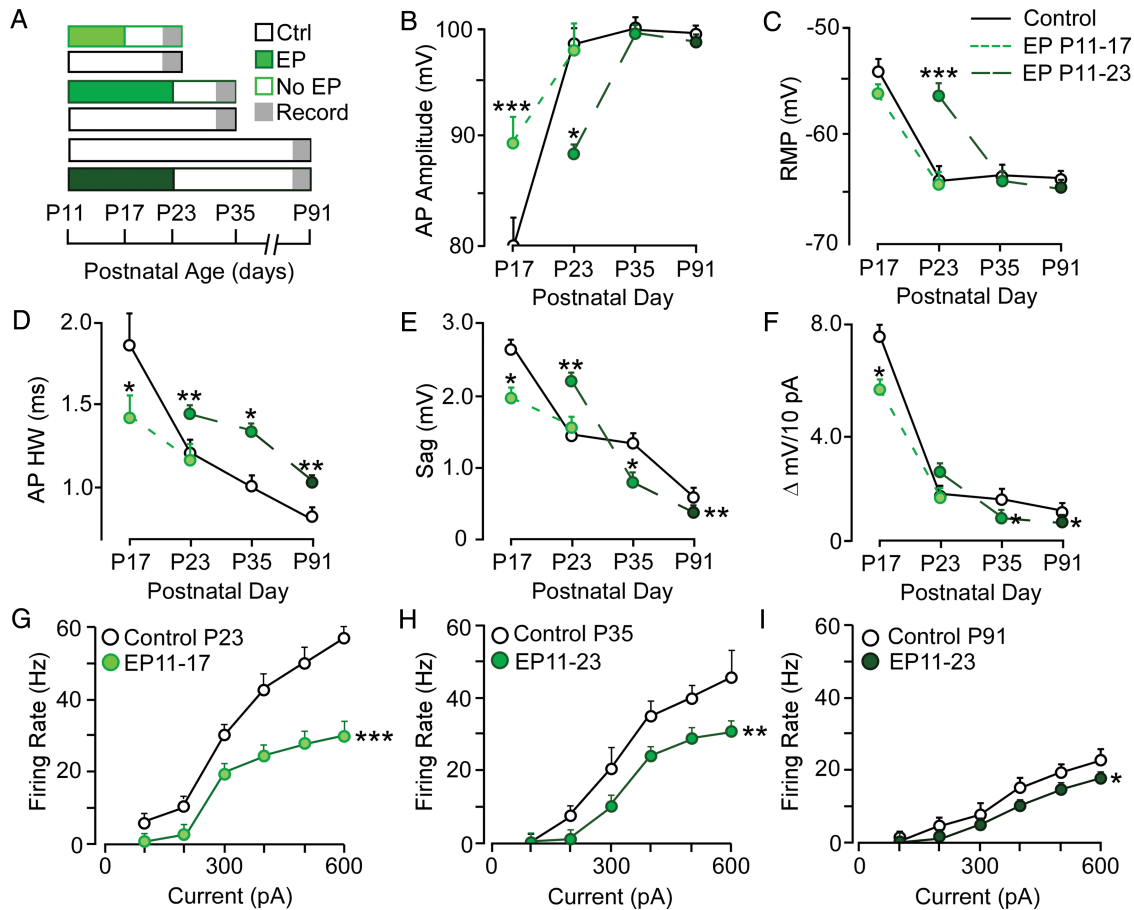 A
Ctrl
EP
No EP
Record
P11 P17 P23 P35 P91
Postnatal Age (days)
B
100
90
80
AP Amplitude (mV)
***
*
P17 P23 P35 P91
Postnatal Day
C
-50
-60
-70
RMP (mV)
***
Control
EP P11-17
EP P11-23
P17 P23 P35 P91
Postnatal Day
D
2.0
1.5
1.0
AP HW (ms)
*
**
*
**
P17 P23 P35 P91
Postnatal Day
E
3.0
2.0
1.0
0
Sag (mV)
*
**
*
**
P17 P23 P35 P91
Postnatal Day
F
8.0
4.0
0
Δ mV/10 pA
*
*
*
P17 P23 P35 P91
Postnatal Day
G
60
40
20
0
Firing Rate (Hz)
Control P23
EP11-17
***
0 300 600
Current (pA)
H
60
40
20
0
Firing Rate (Hz)
Control P35
EP11-23
**
0 300 600
Current (pA)
I
60
40
20
0
Firing Rate (Hz)
Control P91
EP11-23
*
0 300 600
Current (pA)